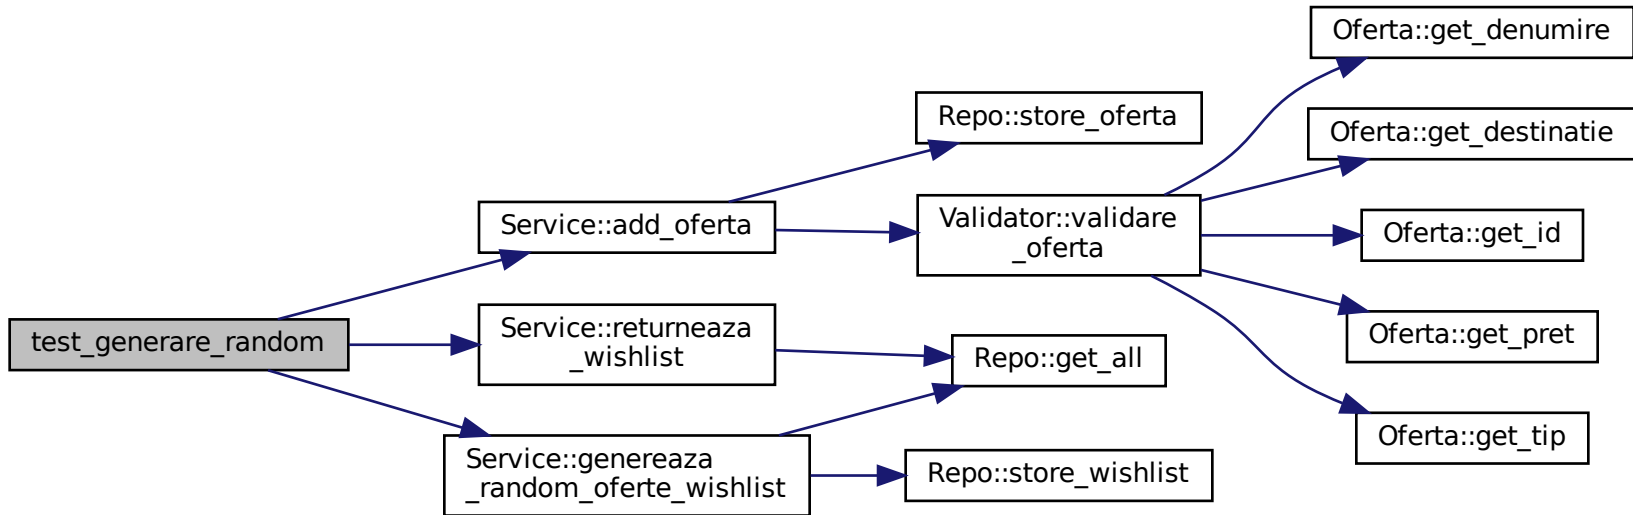 test_generare_random
Service::add_oferta
Service::returneaza
_wishlist
Service::genereaza
_random_oferte_wishlist
Repo::store_oferta
Validator::validare
_oferta
Repo::get_all
Repo::store_wishlist
Oferta::get_denumire
Oferta::get_destinatie
Oferta::get_id
Oferta::get_pret
Oferta::get_tip